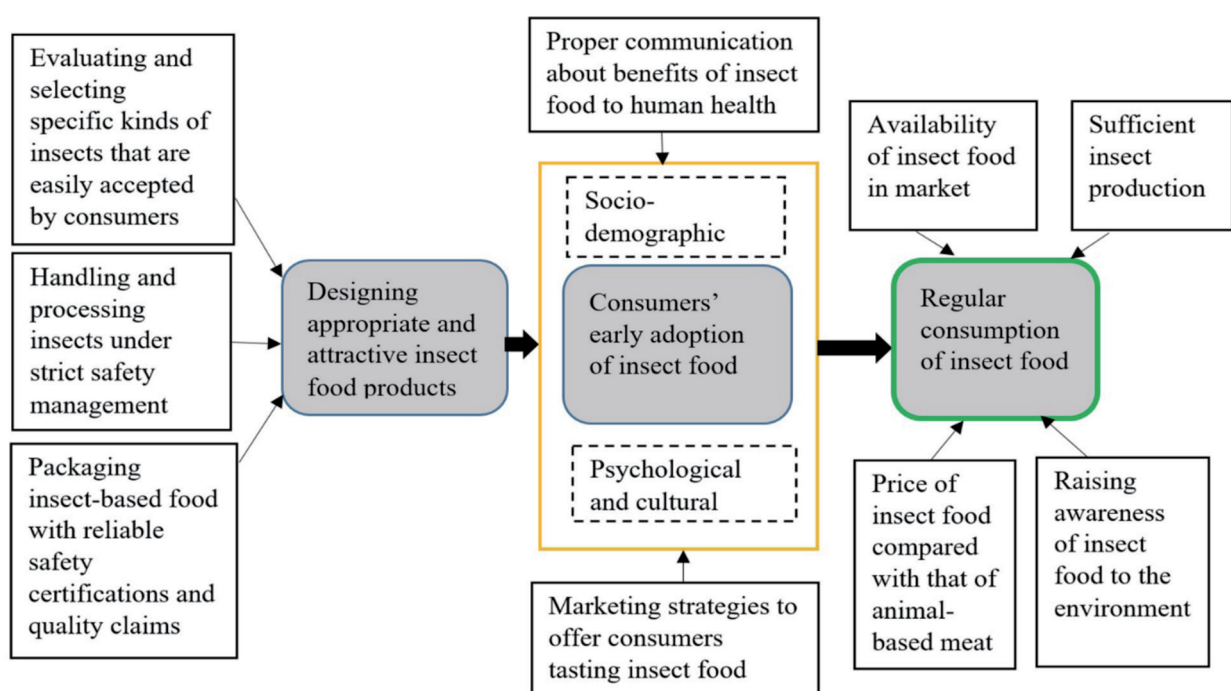 Evaluating and
selecting
specific kinds of
insects that are
easily accepted
by consumers
Handling and
processing
insects under
strict safety
management
Packaging
insect-based food
with reliable
safety
certifications and
quality claims
Designing
appropriate and
attractive insect
food products
Proper communication
about benefits of insect
food to human health
Socio-
demographic
Consumers’
early adoption
of insect food
Psychological
and cultural
Marketing strategies to
offer consumers
tasting insect food
Availability
of insect food
in market
Sufficient
insect
production
Regular
consumption
of insect food
Price of
insect food
compared
with that of
animal-
based meat
Raising
awareness
of insect
food to the
environment